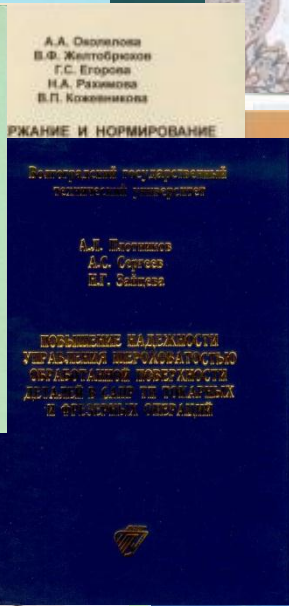 А.А. Околелова
В.Ф. Желтобрюхов
Г.С. Егорова
Н.А. Рахимова
В.П. Кожевникова
РЖАНИЕ И НОРМИРОВАНИЕ
Волгоградский государственный
технический университет
А.Л. Плотников
А.С. Сергеев
Н.Г. Зайцева
ПОВЫШЕНИЕ НАДЕЖНОСТИ
УПРАВЛЕНИЯ ШЕРОХОВАТОСТЬЮ
ОБРАБОТАННОЙ ПОВЕРХНОСТИ
ДЕТАЛЕЙ В САПР ТП ТОКАРНЫХ
И ФРЕЗЕРНЫХ ОПЕРАЦИЙ